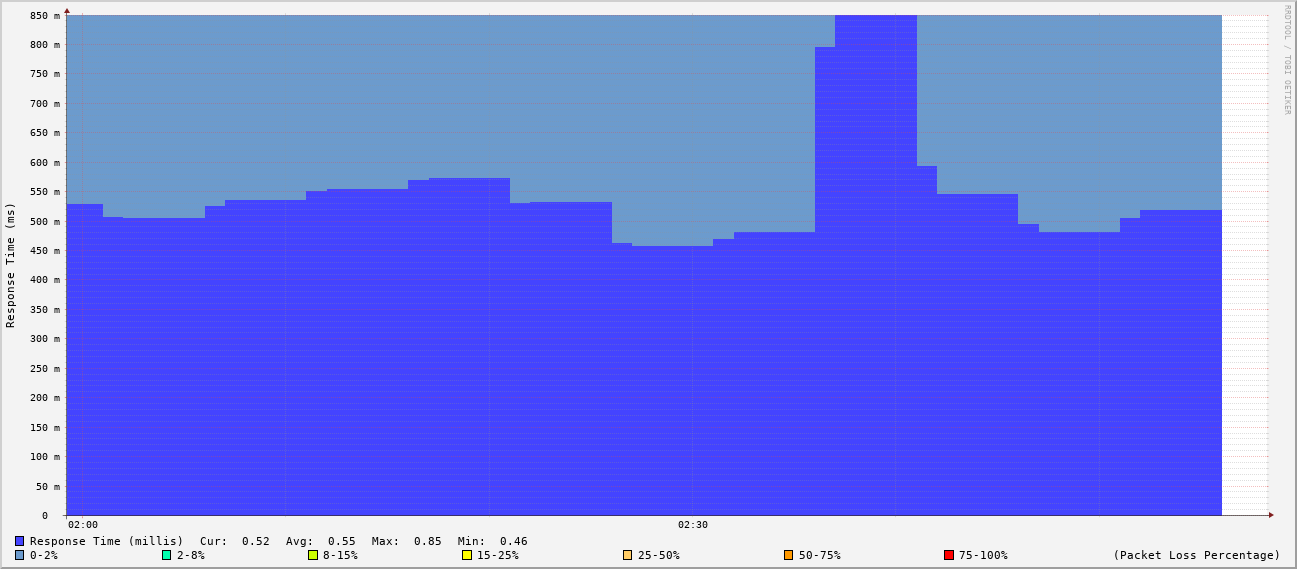 850 m
800 m
750 m
700 m
650 m
600 m
550 m
500 m
450 m
400 m
350 m
300 m
250 m
200 m
150 m
100 m
50 m
0
Response Time (ms)
RRDTOOL / TOBI OETIKER
02:00 02:30
Response Time (millis) Cur: 0.52 Avg: 0.55 Max: 0.85 Min: 0.46
0-2% 2-8% 8-15% 15-25% 25-50% 50-75% 75-100% (Packet Loss Percentage)